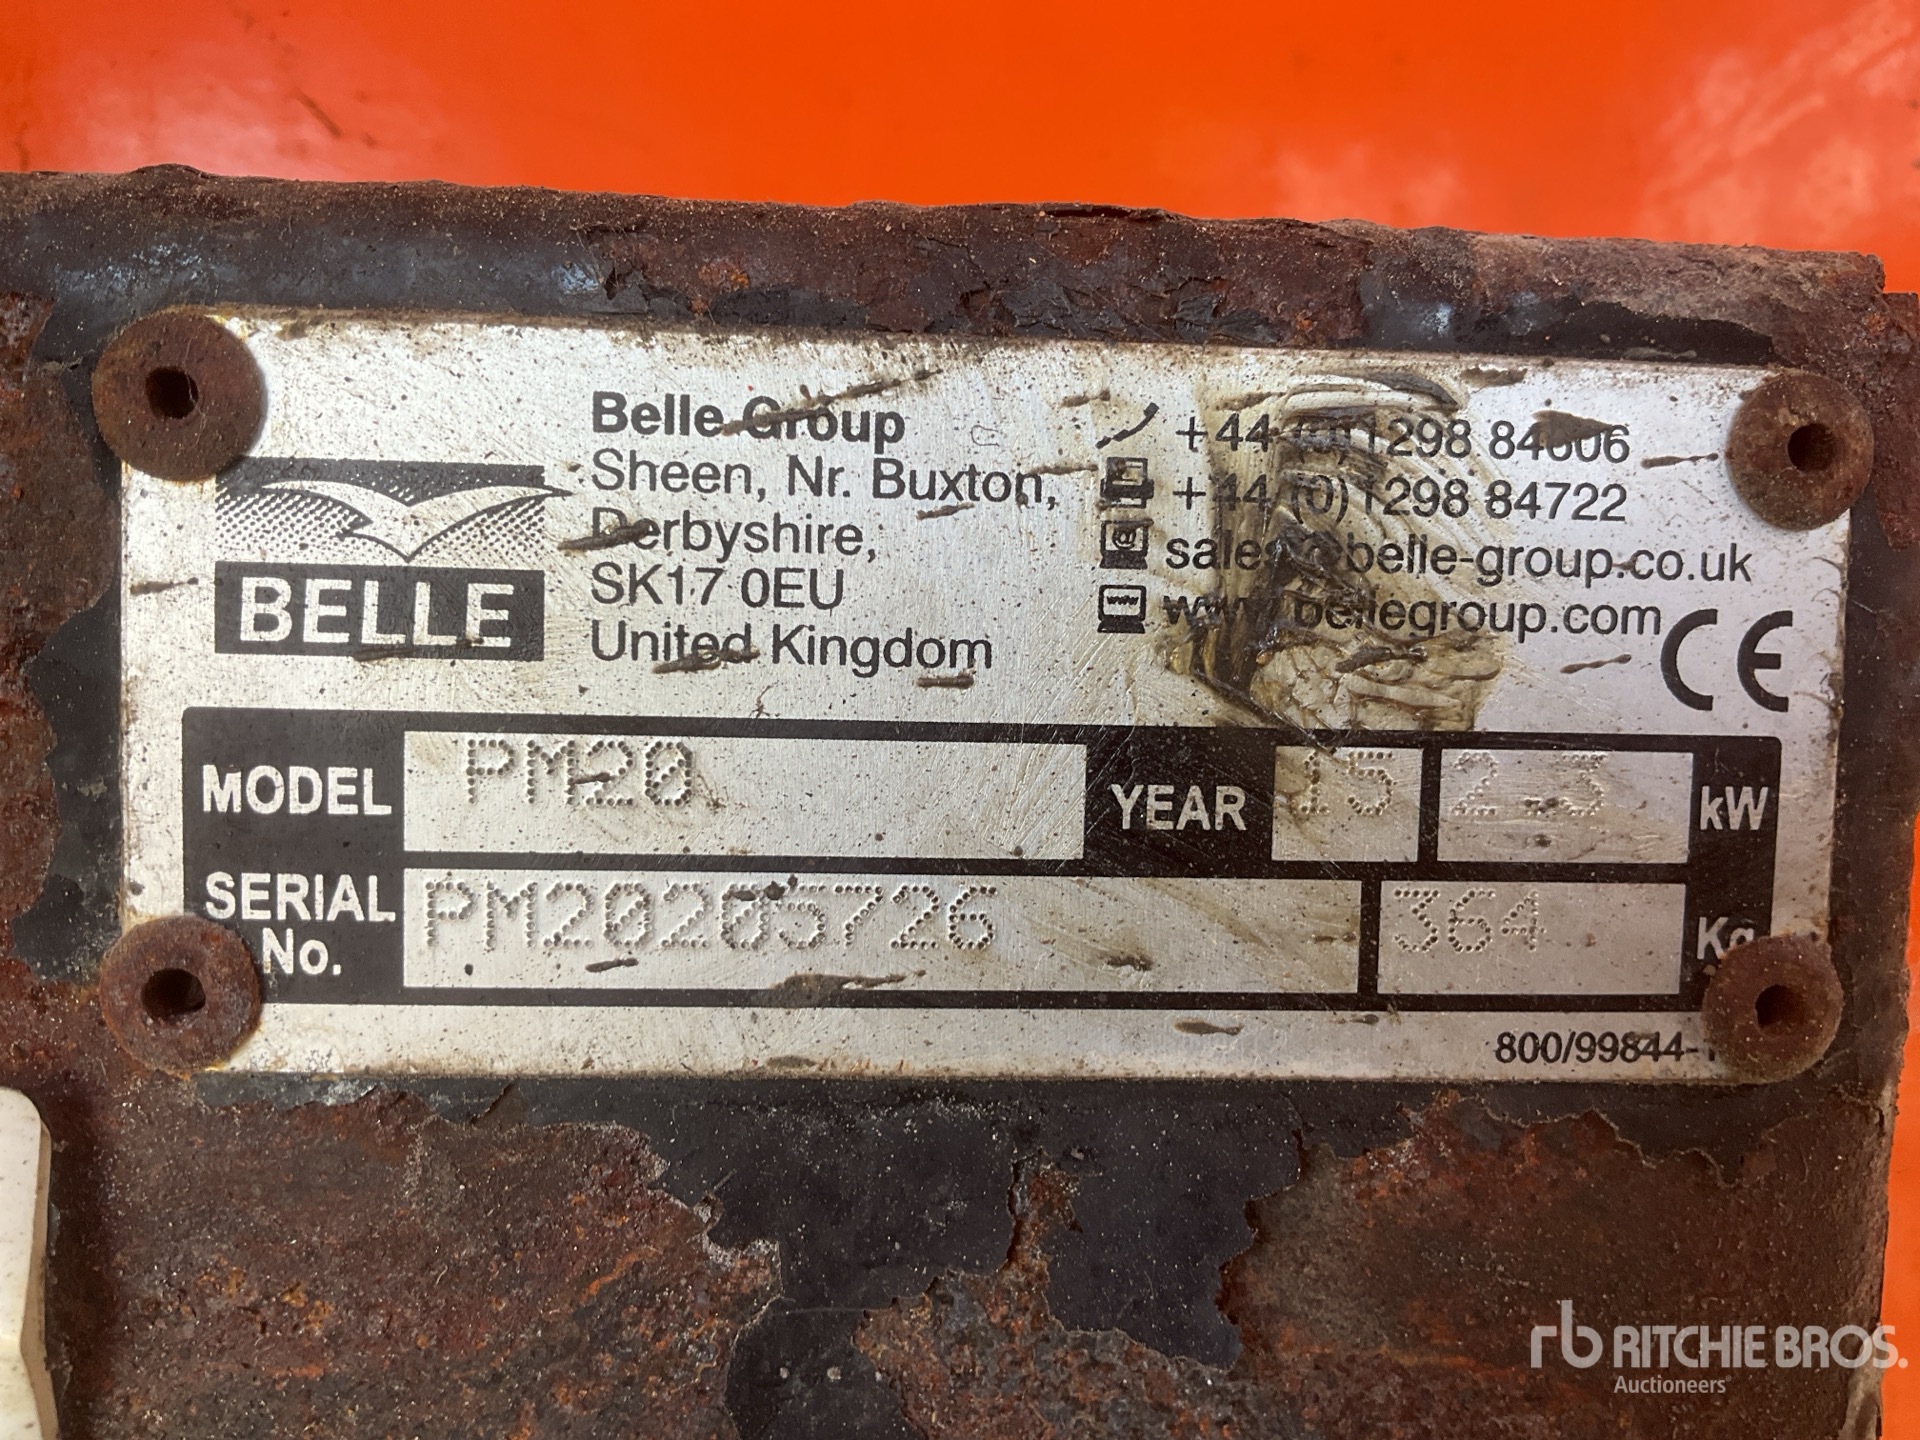 BELLE
Belle Group
Sheen, Nr. Buxton,
Derbyshire,
SK17 0EU
United Kingdom
+44 (0)1298 84606
+44 (0)1298 84722
sales@belle-group.co.uk
www.bellegroup.com
CE
MODEL PM20 YEAR 15 2.3 kW
SERIAL No. PM20205726 364 Kg
rb RITCHIE BROS.
Auctioneers